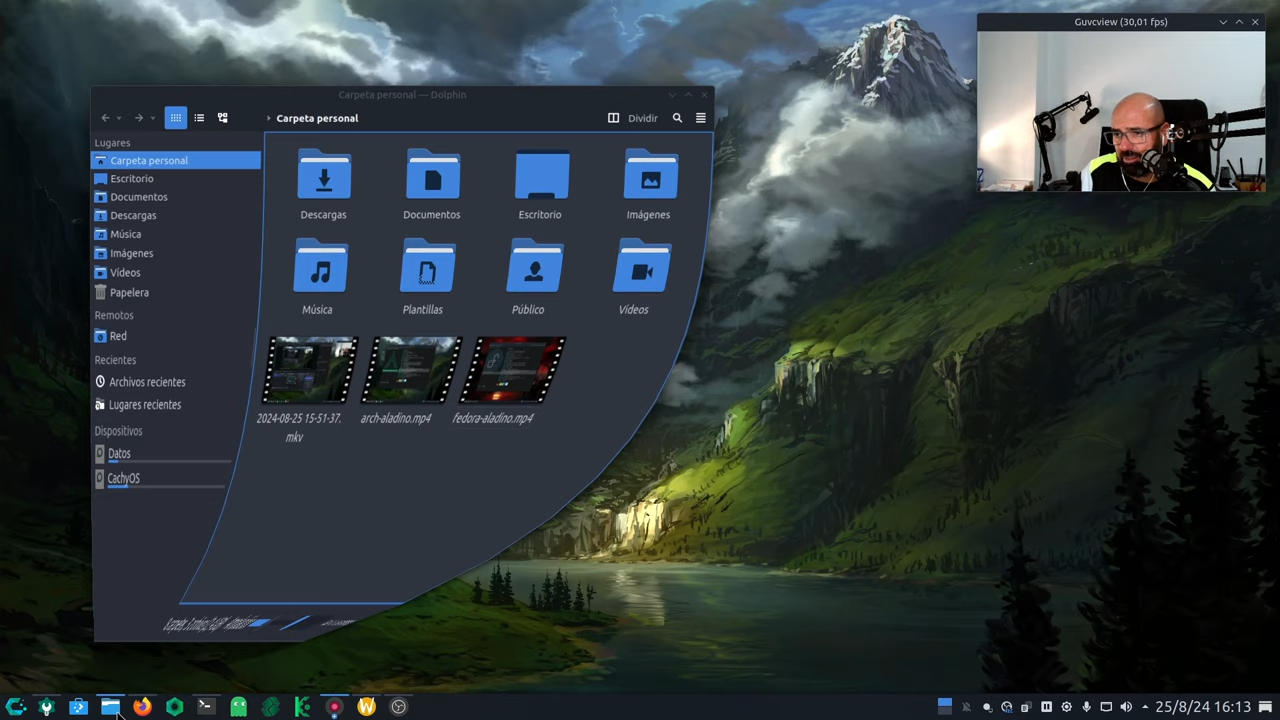 Guvcview (30,01 fps)
Carpeta personal — Dolphin
Carpeta personal
Dividir
Lugares
Carpeta personal
Escritorio
Documentos
Descargas
Música
Imágenes
Vídeos
Papelera
Remotos
Red
Recientes
Archivos recientes
Lugares recientes
Dispositivos
Datos
CachyOS
Descargas
Documentos
Escritorio
Imágenes
Música
Plantillas
Público
Vídeos
2024-08-25 15-51-37.
mkv
arch-aladino.mp4
fedora-aladino.mp4
25/8/24 16:13